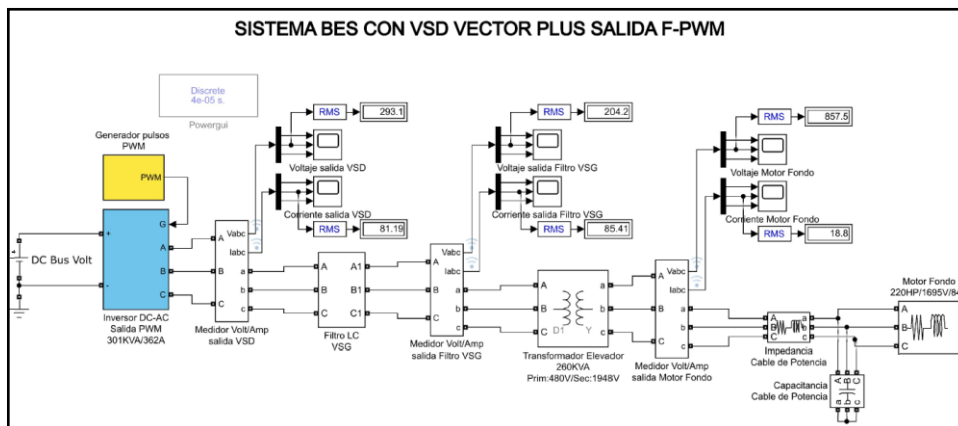 SISTEMA BES CON VSD VECTOR PLUS SALIDA F-PWM
Discrete
4e-05 s.
Powergui
Generador pulsos
PWM
PWM
G
+
-
A
B
C
DC Bus Volt
Inversor DC-AC
Salida PWM
301KVA/362A
RMS
293.1
Voltaje salida VSD
Corriente salida VSD
RMS
81.19
Vabc
Iabc
A
B
C
a
b
c
Medidor Volt/Amp
salida VSD
A
B
C
A1
B1
C1
Filtro LC
VSG
RMS
204.2
Voltaje salida Filtro VSG
Corriente salida Filtro VSG
RMS
85.41
Vabc
Iabc
A
B
C
a
b
c
Medidor Volt/Amp
salida Filtro VSG
A
B
C
D1
Y
a
b
c
Transformador Elevador
260KVA
Prim:480V/Sec:1948V
RMS
857.5
Voltaje Motor Fondo
Corriente Motor Fondo
RMS
18.8
Vabc
Iabc
A
B
C
a
b
c
Medidor Volt/Amp
salida Motor Fondo
A
B
C
a
b
c
Impedancia
Cable de Potencia
Capacitancia
Cable de Potencia
A
B
C
a
b
c
Motor Fondo
220HP/1695V/84
A
B
C